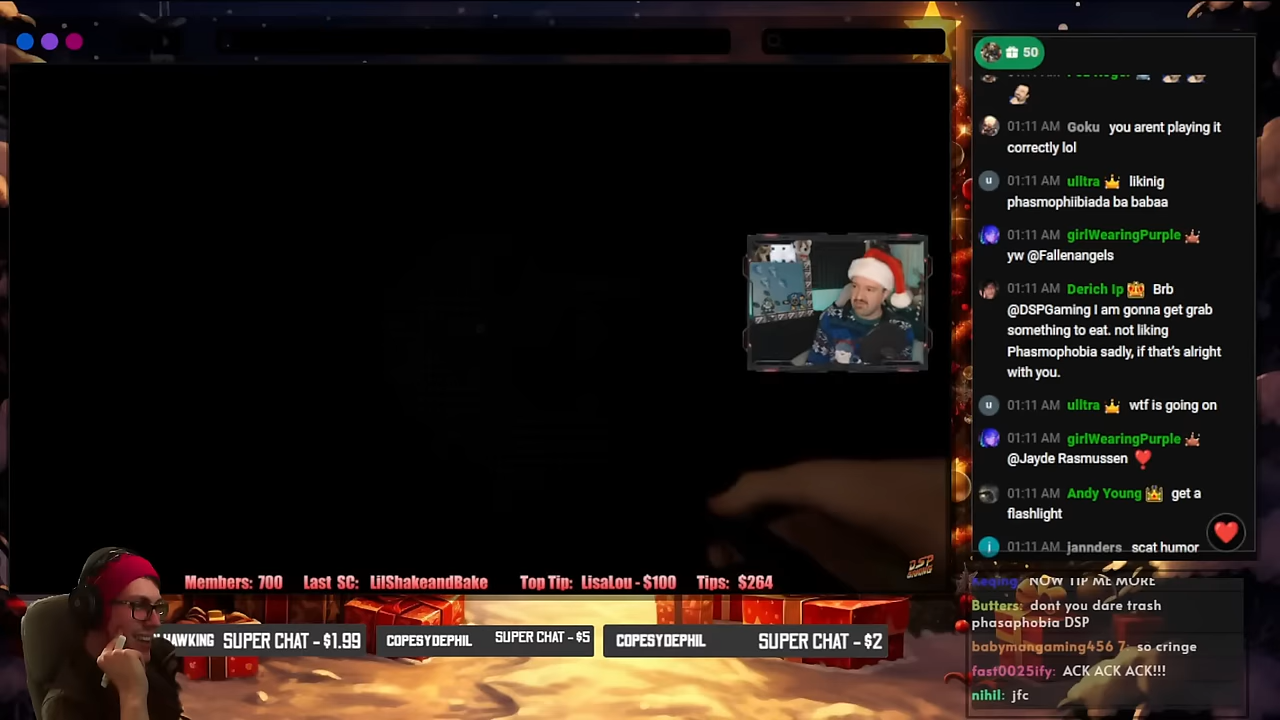 50
01:11 AM Goku you arent playing it
correctly lol
u 01:11 AM ulltra likinig
phasmophiibiada ba babaa
01:11 AM girlWearingPurple
yw @Fallenangels
01:11 AM Derich Ip Brb
@DSPGaming I am gonna get grab
something to eat. not liking
Phasmophobia sadly, if that's alright
with you.
u 01:11 AM ulltra wtf is going on
01:11 AM girlWearingPurple
@Jayde Rasmussen
01:11 AM Andy Young get a
flashlight
i 01:11 AM jannders scat humor
DSP
GAMING
Members: 700 Last SC: LilShakeandBake Top Tip: LisaLou - $100 Tips: $264
HAWKING SUPER CHAT - $1.99 COPESYDEPHIL SUPER CHAT - $5 COPESYDEPHIL SUPER CHAT - $2
NOW TIP ME MORE
Butters: dont you dare trash
phasaphobia DSP
babymangaming456 7: so cringe
fast0025ify: ACK ACK ACK!!!
nihil: jfc